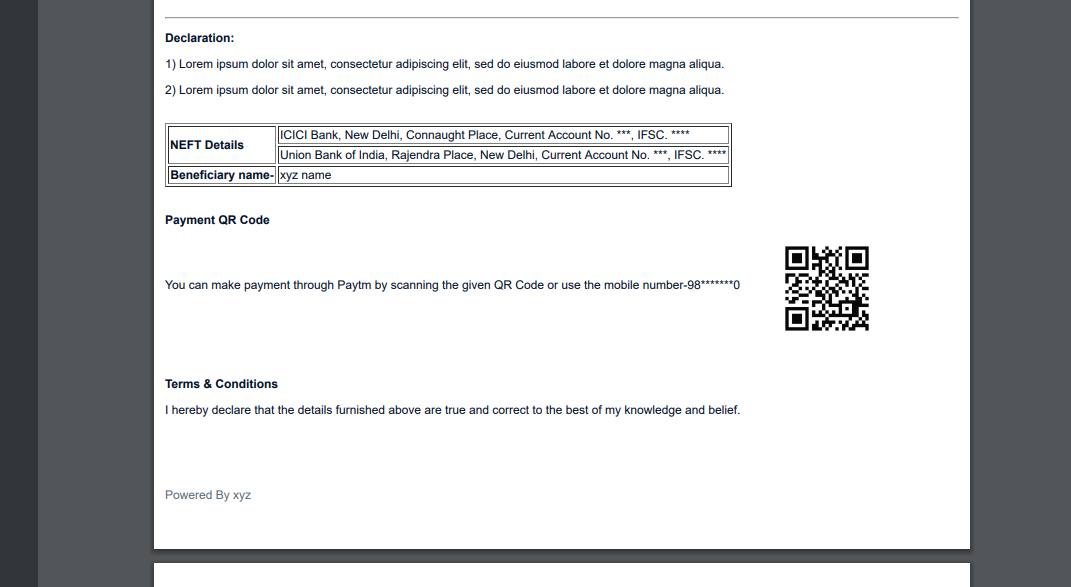 Declaration:
1) Lorem ipsum dolor sit amet, consectetur adipiscing elit, sed do eiusmod labore et dolore magna aliqua.
2) Lorem ipsum dolor sit amet, consectetur adipiscing elit, sed do eiusmod labore et dolore magna aliqua.
NEFT Details
ICICI Bank, New Delhi, Connaught Place, Current Account No. ***, IFSC. ****
Union Bank of India, Rajendra Place, New Delhi, Current Account No. ***, IFSC. ****
Beneficiary name- xyz name
Payment QR Code
You can make payment through Paytm by scanning the given QR Code or use the mobile number-98*******0
Terms & Conditions
I hereby declare that the details furnished above are true and correct to the best of my knowledge and belief.
Powered By xyz